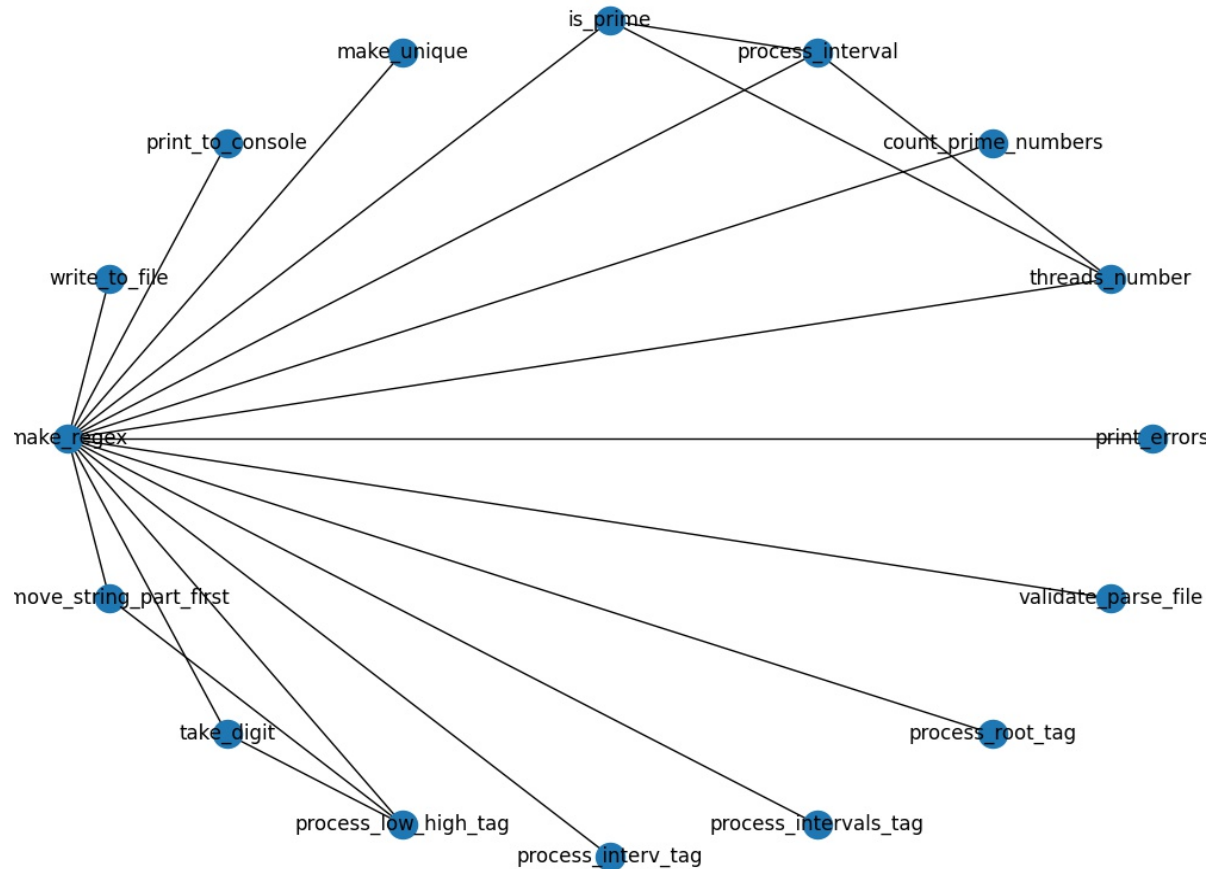 is_prime
make_unique
process_interval
print_to_console
count_prime_numbers
write_to_file
threads_number
make_regex
print_errors
move_string_part_first
validate_parse_file
take_digit
process_root_tag
process_low_high_tag
process_intervals_tag
process_interv_tag